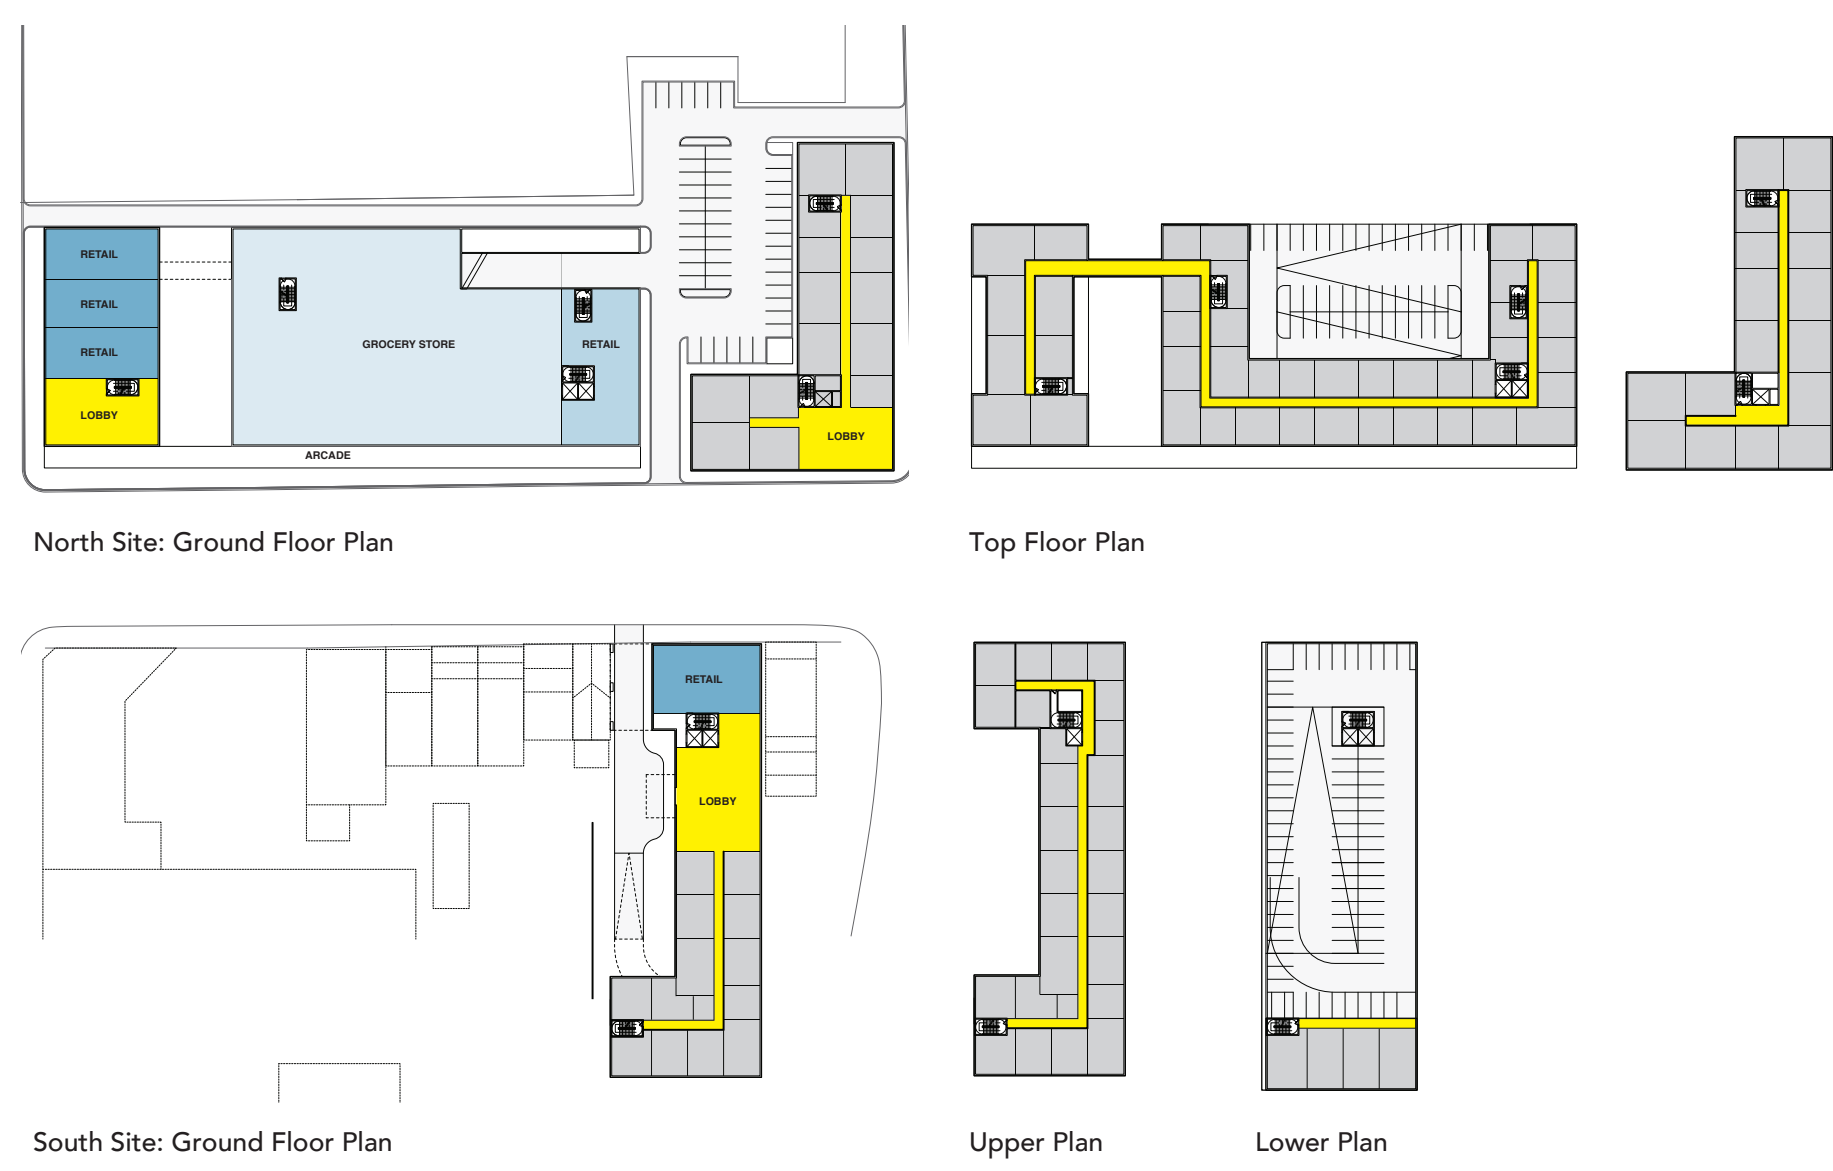 RETAIL
RETAIL
RETAIL
LOBBY
GROCERY STORE
RETAIL
ARCADE
LOBBY
North Site: Ground Floor Plan
Top Floor Plan
RETAIL
LOBBY
South Site: Ground Floor Plan
Upper Plan
Lower Plan